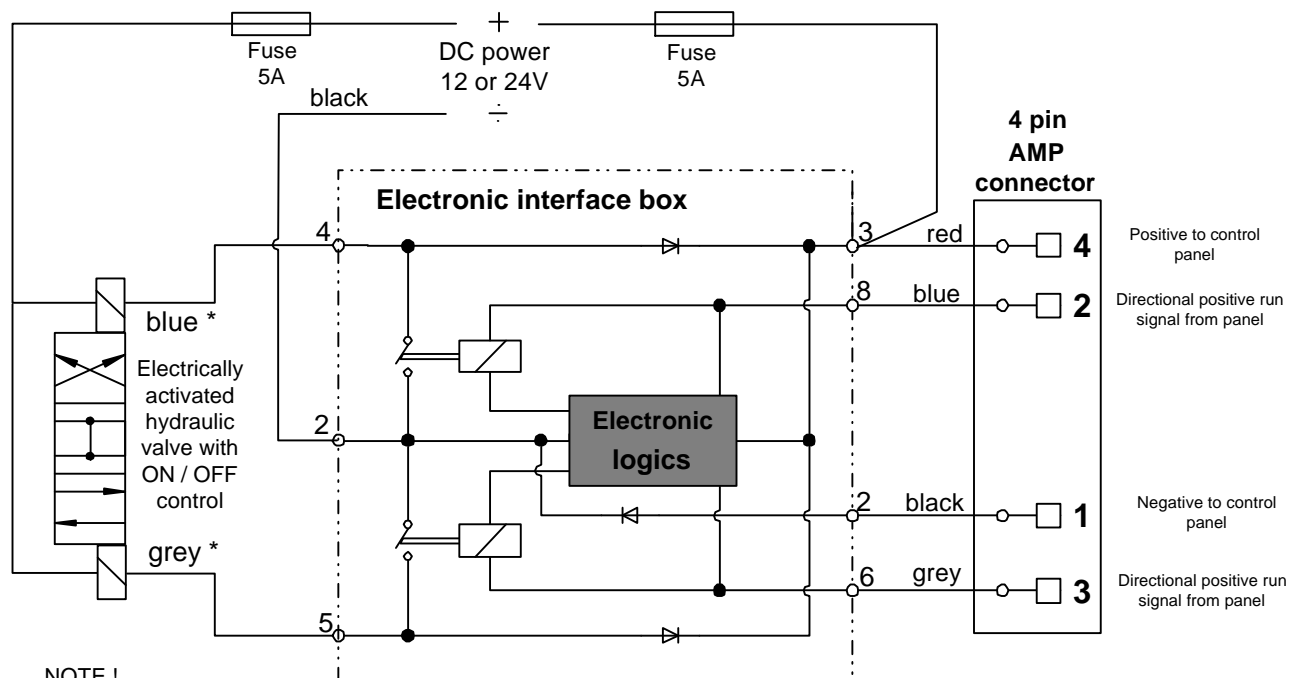 Fuse
5A
+
DC power
12 or 24V
÷
Fuse
5A
black
4 pin
AMP
connector
Electronic interface box
4
3
red
4
Positive to control
panel
8
blue
2
Directional positive run
signal from panel
blue *
Electrically
activated
hydraulic
valve with
ON / OFF
control
2
Electronic
logics
2
black
1
Negative to control
panel
grey *
6
grey
3
Directional positive run
signal from panel
5
NOTE !